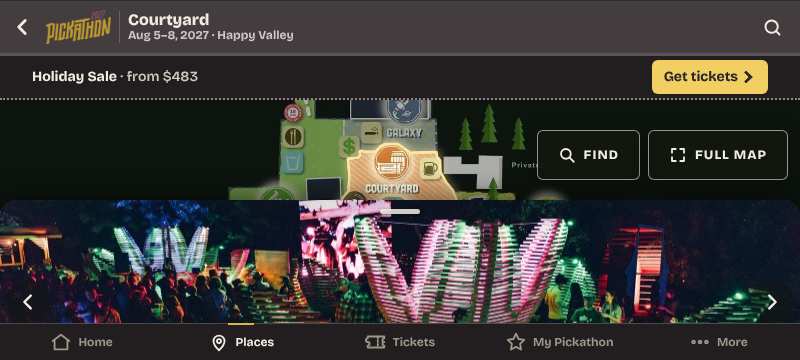 PICKATHON
Courtyard
Aug 5–8, 2027 · Happy Valley
Holiday Sale · from $483
Get tickets
GALAXY
$
COURTYARD
Private
FIND
FULL MAP
Home
Places
Tickets
My Pickathon
More